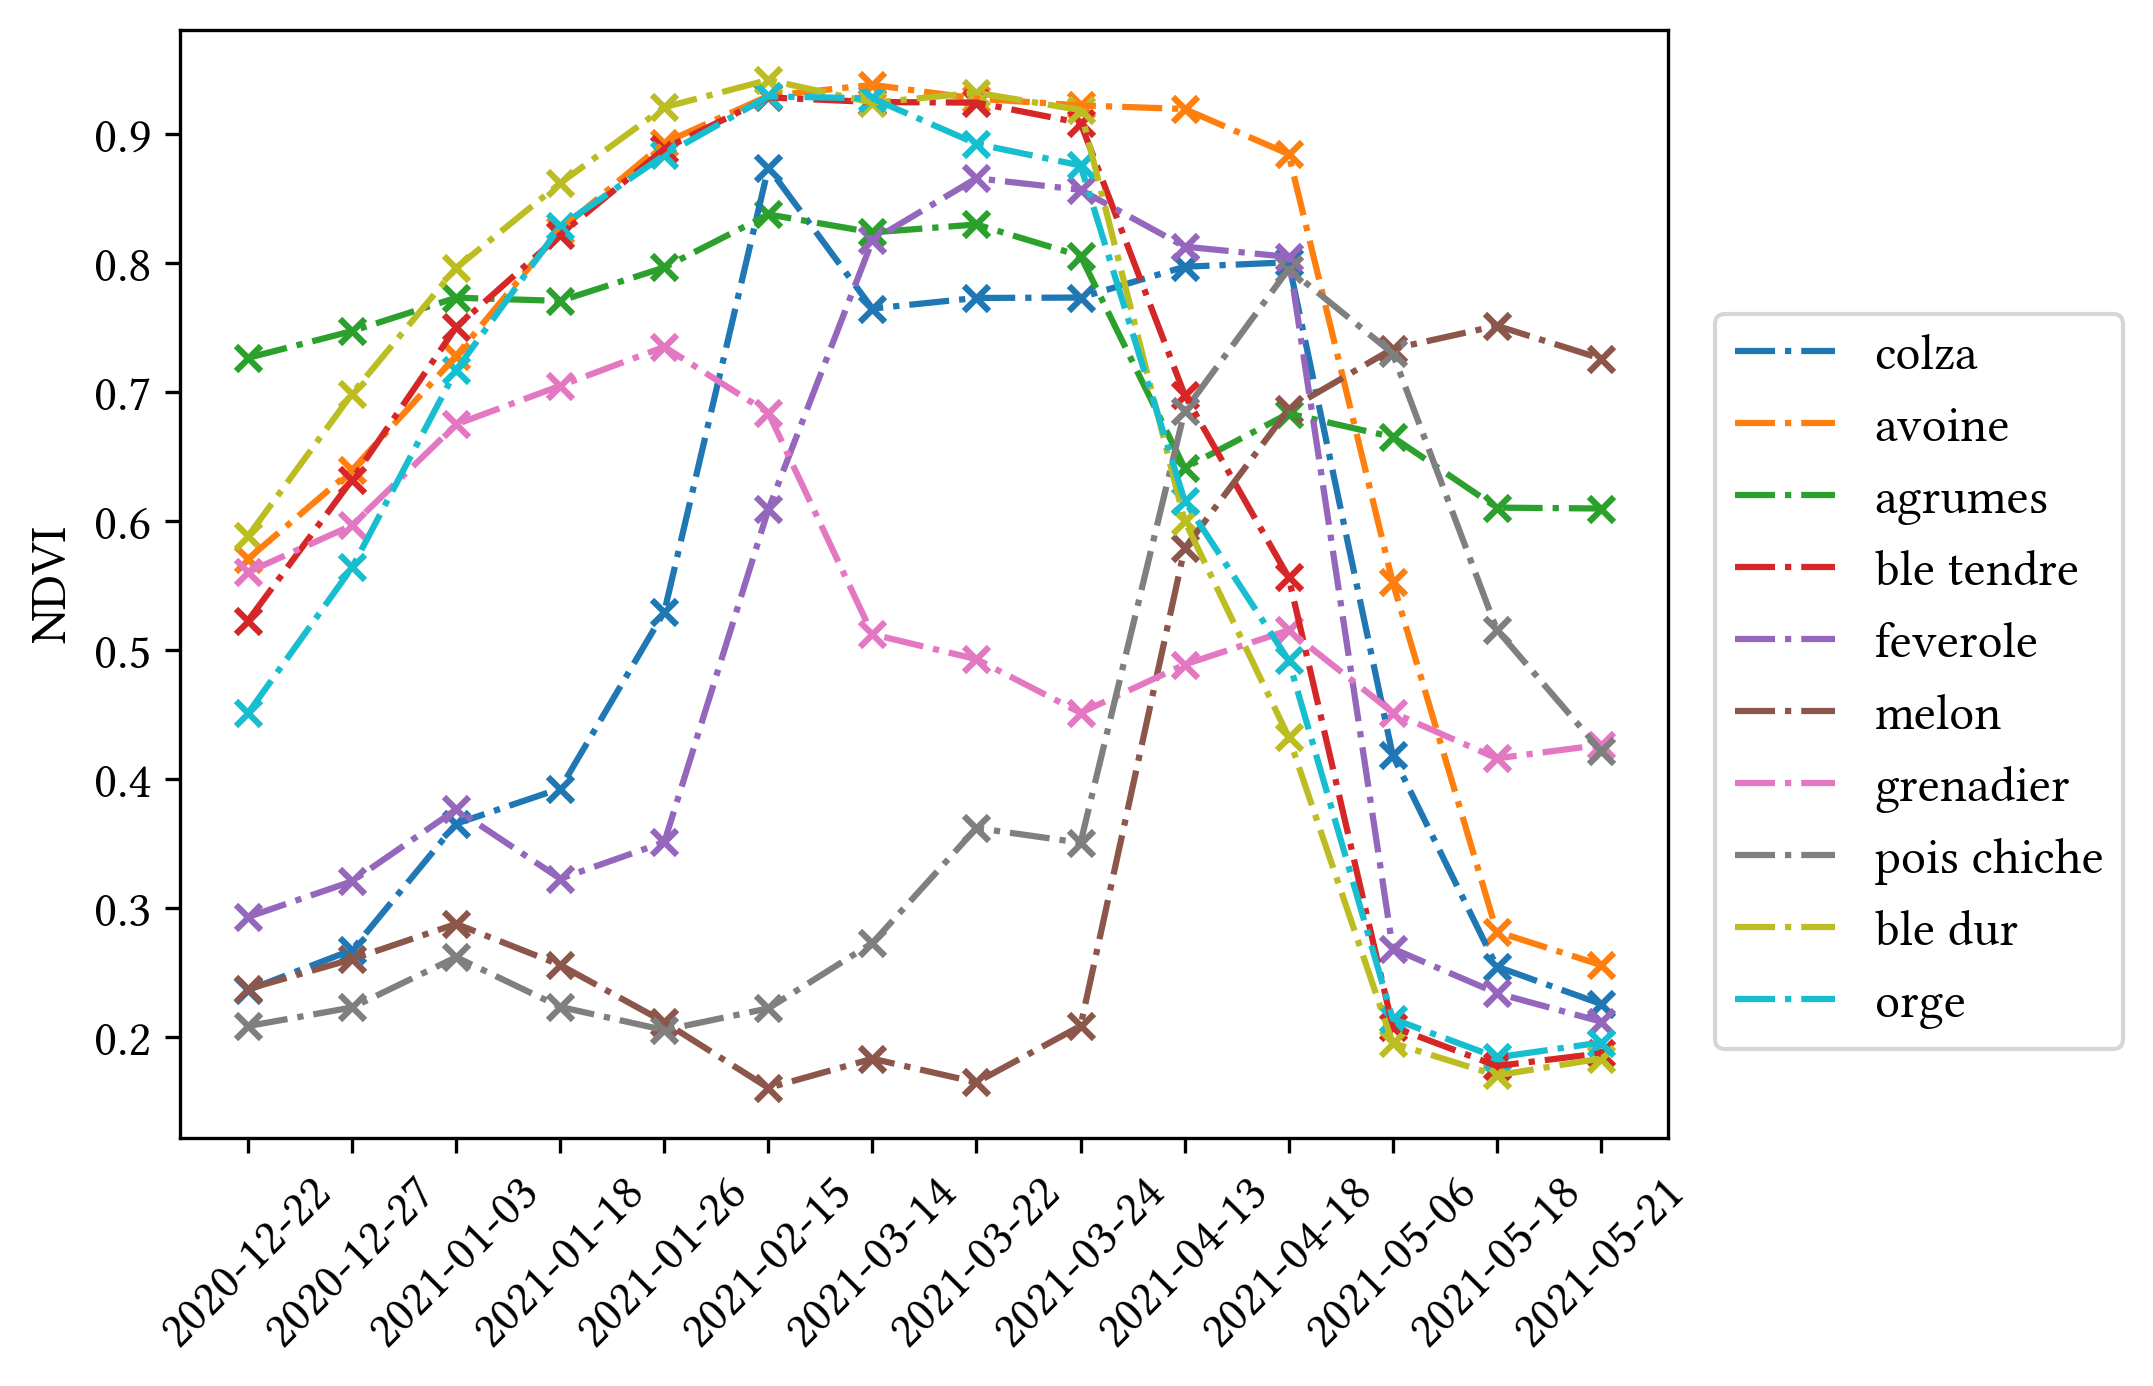 NDVI
0.9
0.8
0.7
0.6
0.5
0.4
0.3
0.2
2020-12-22
2020-12-27
2021-01-03
2021-01-18
2021-01-26
2021-02-15
2021-03-14
2021-03-22
2021-03-24
2021-04-13
2021-04-18
2021-05-06
2021-05-18
2021-05-21
colza
avoine
agrumes
ble tendre
feverole
melon
grenadier
pois chiche
ble dur
orge